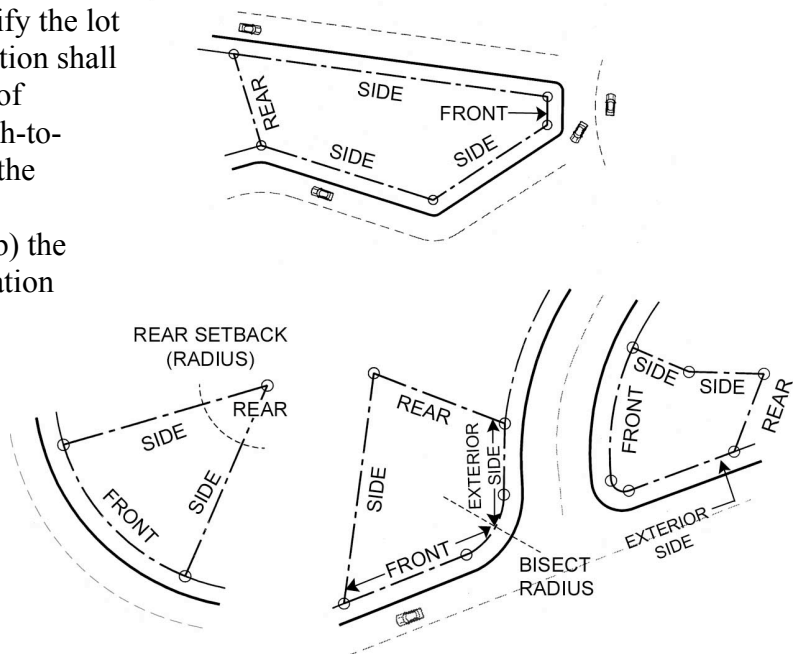 ify the lot
tion shall
of
h-to-
the
b) the
ation
SIDE
REAR
FRONT
SIDE
SIDE
REAR SETBACK
(RADIUS)
REAR
SIDE
SIDE
FRONT
REAR
SIDE
EXTERIOR
SIDE
FRONT
BISECT
RADIUS
SIDE
SIDE
FRONT
REAR
EXTERIOR
SIDE